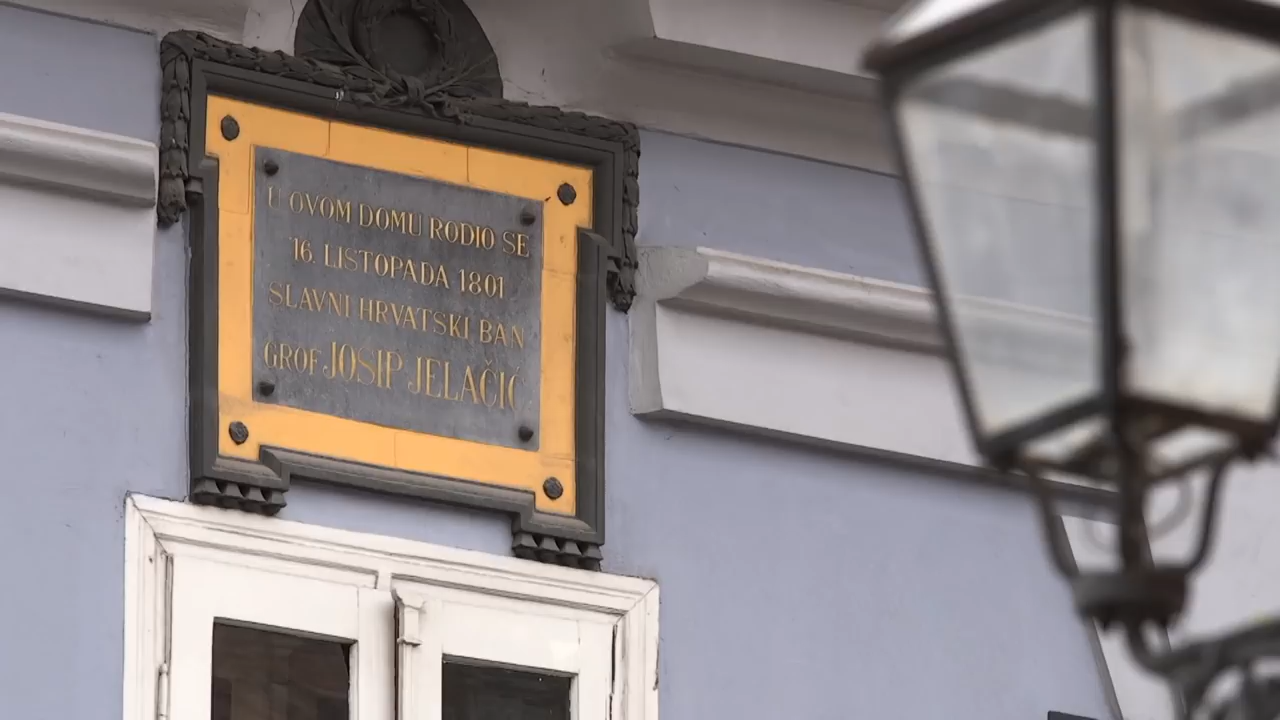 U OVOM DOMU RODIO SE
16. LISTOPADA 1801
SLAVNI HRVATSKI BAN
GROF JOSIP JELAČIĆ